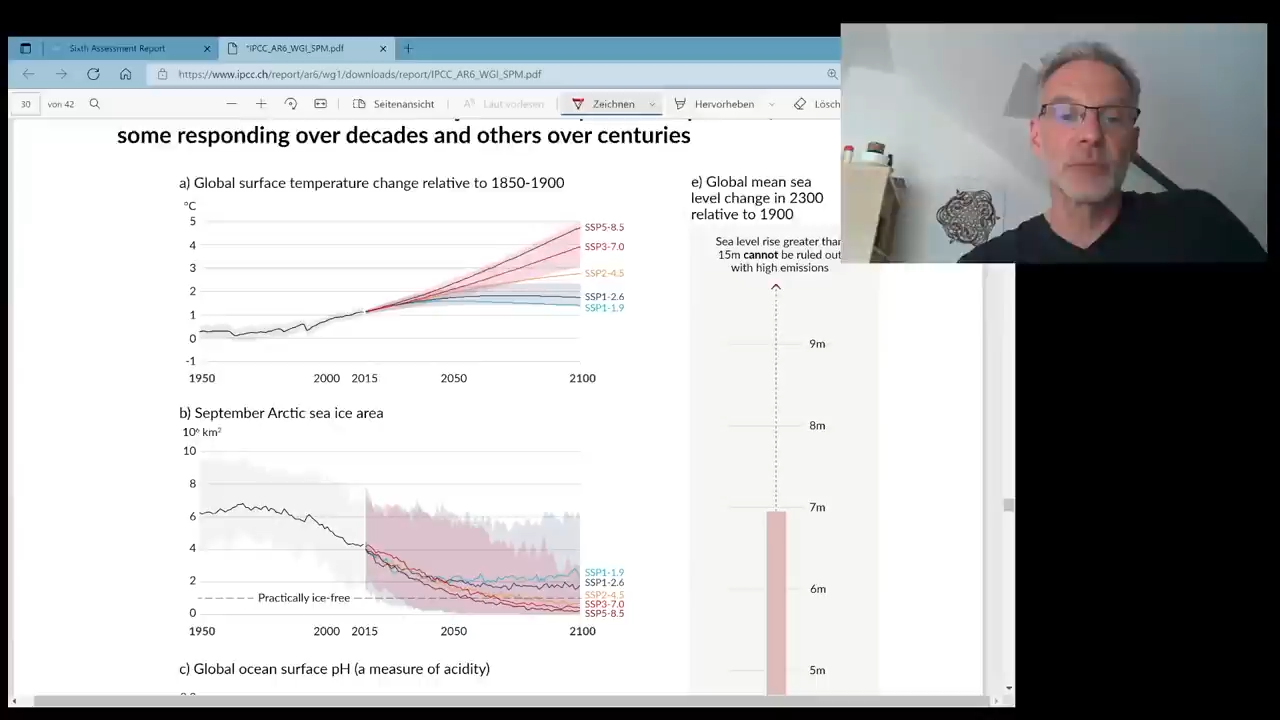 Sixth Assessment Report
*IPCC_AR6_WGI_SPM.pdf
https://www.ipcc.ch/report/ar6/wg1/downloads/report/IPCC_AR6_WGI_SPM.pdf
30 von 42 Seitenansicht Laut vorlesen Zeichnen Hervorheben Lösch
some responding over decades and others over centuries
a) Global surface temperature change relative to 1850-1900
°C
5
4
3
2
1
0
-1
SSP5-8.5
SSP3-7.0
SSP2-4.5
SSP1-2.6
SSP1-1.9
1950 2000 2015 2050 2100
b) September Arctic sea ice area
10⁶ km²
10
8
6
4
2
0
Practically ice-free
SSP1-1.9
SSP1-2.6
SSP2-4.5
SSP3-7.0
SSP5-8.5
1950 2000 2015 2050 2100
c) Global ocean surface pH (a measure of acidity)
e) Global mean sea
level change in 2300
relative to 1900
Sea level rise greater than
15m cannot be ruled out
with high emissions
9m
8m
7m
6m
5m